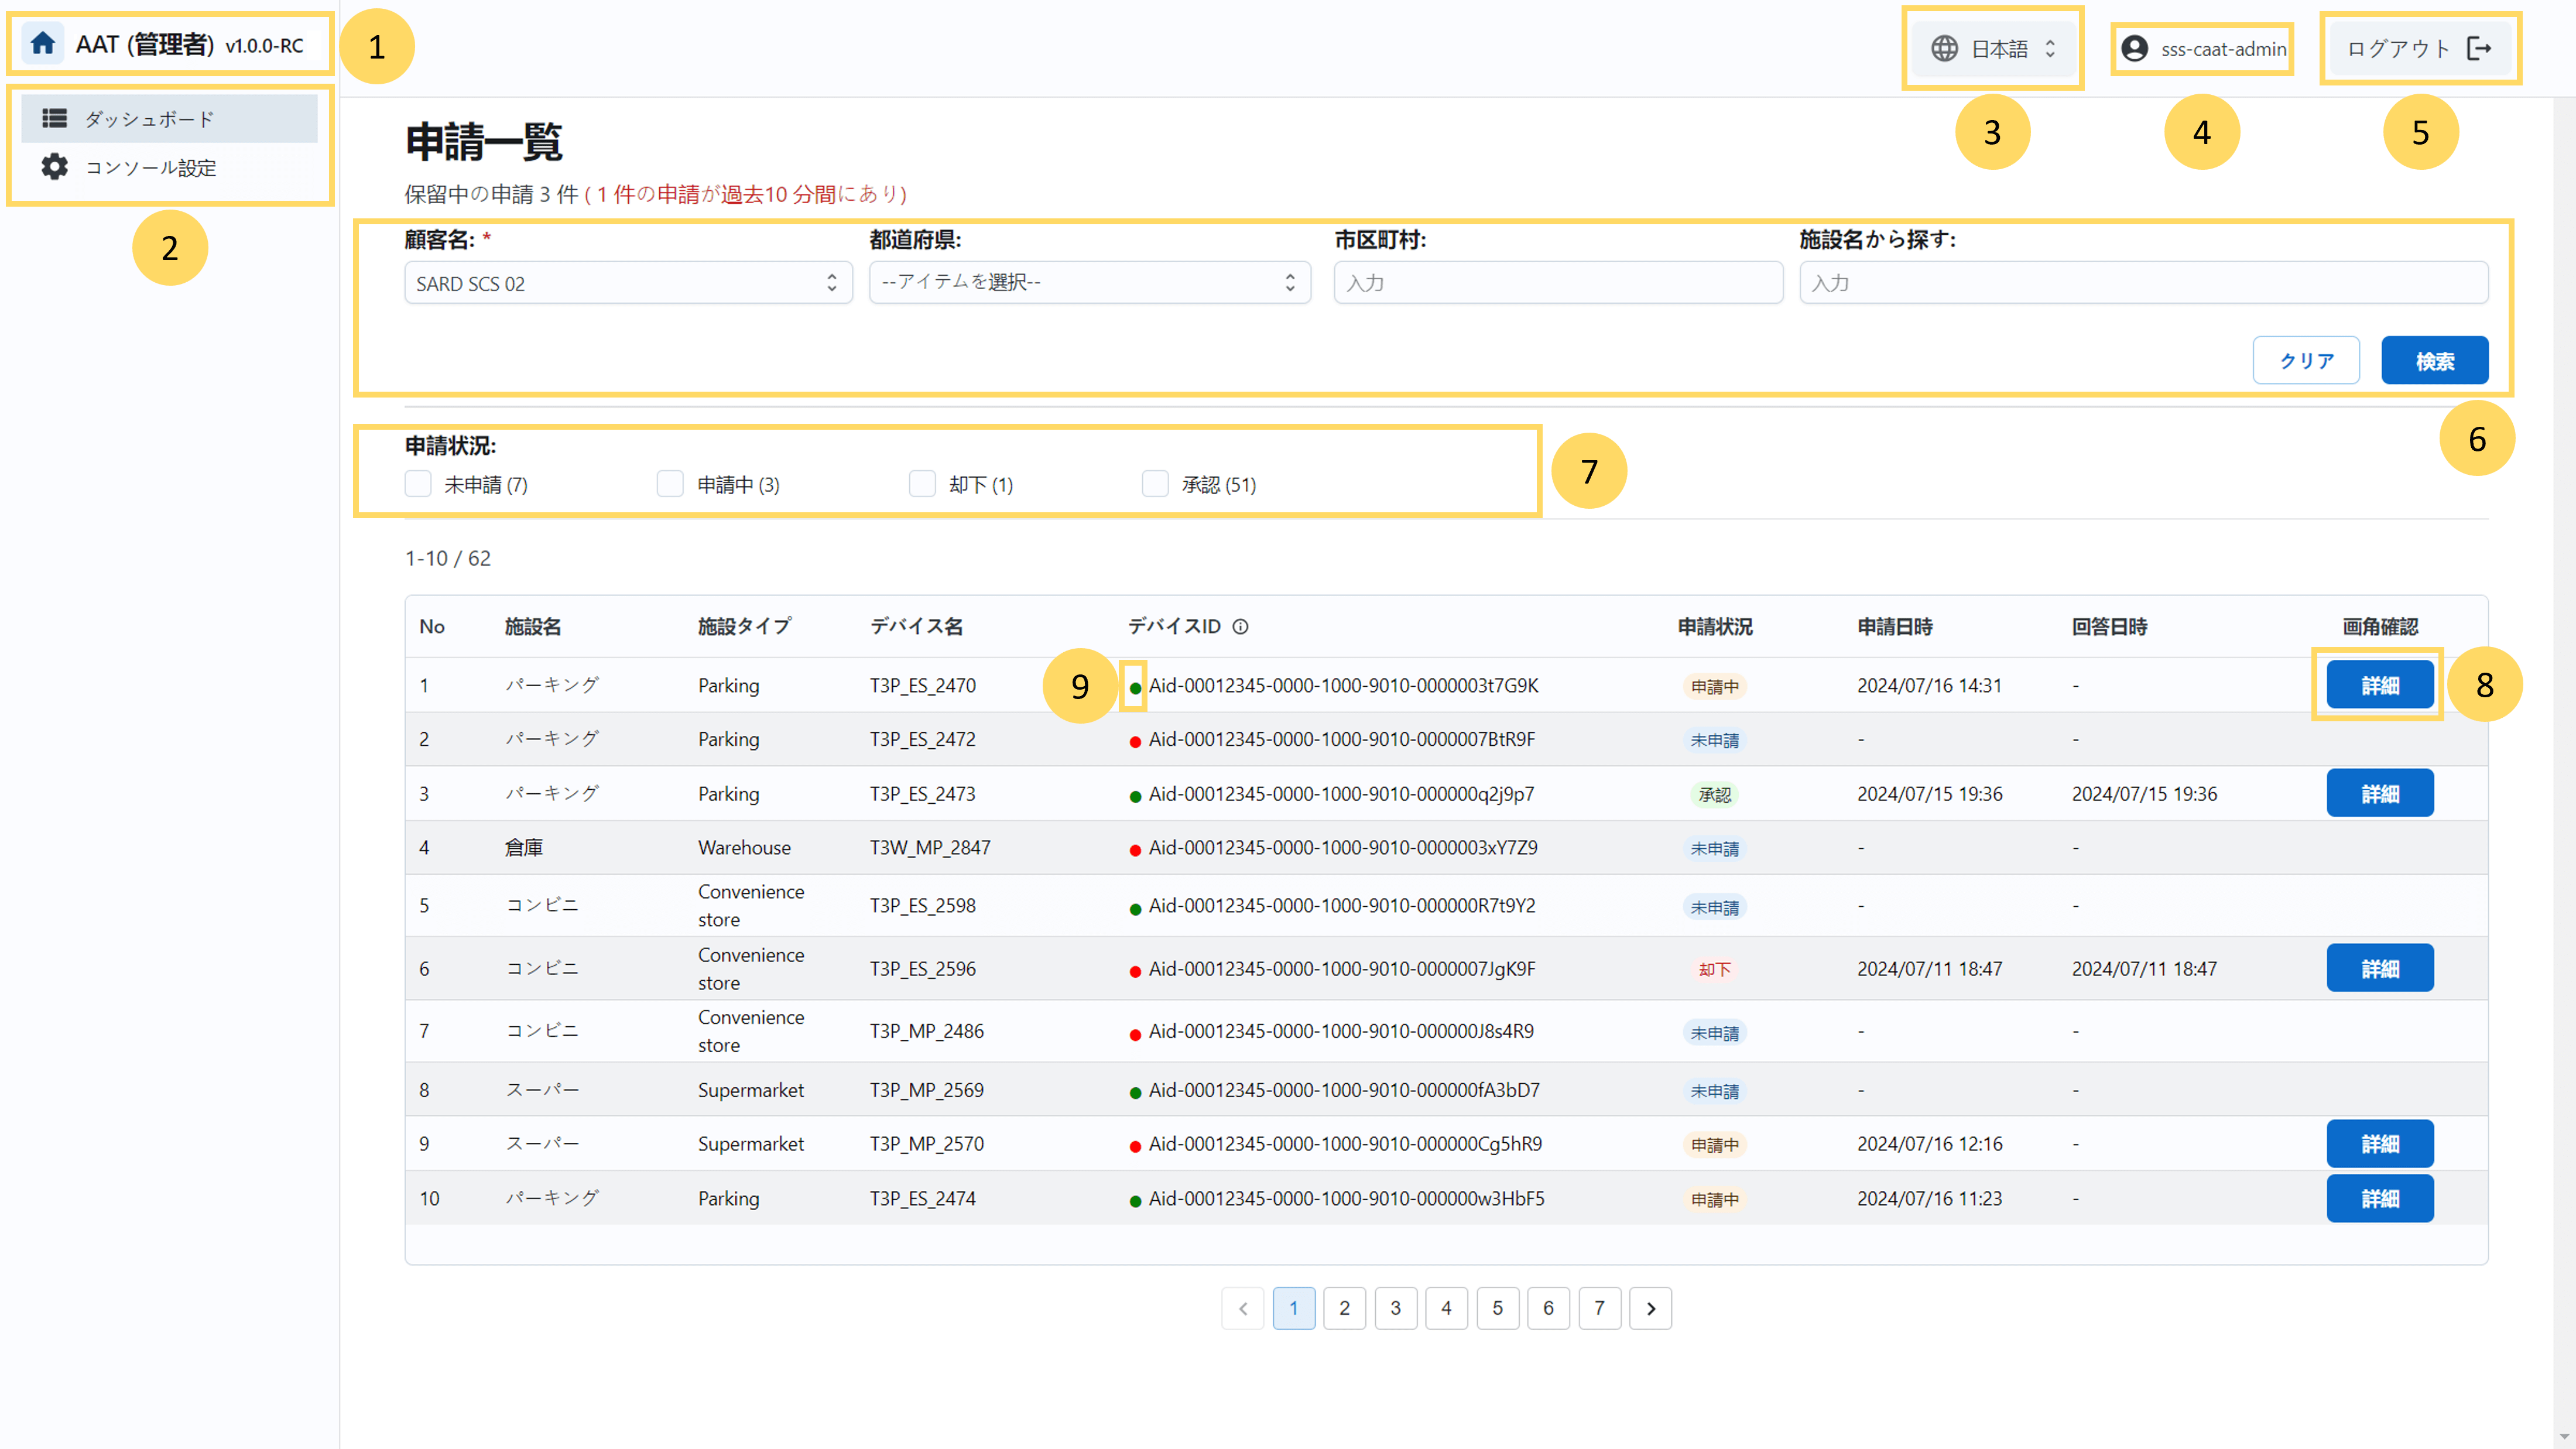 AAT (管理者) v1.0.0-RC
1
ダッシュボード
コンソール設定
2
日本語
sss-caat-admin
ログアウト
3
4
5
申請一覧
保留中の申請 3 件 ( 1 件の申請が過去10 分間にあり)
顧客名: *
都道府県:
市区町村:
施設名から探す:
SARD SCS 02
--アイテムを選択--
入力
入力
クリア
検索
6
申請状況:
未申請 (7)
申請中 (3)
却下 (1)
承認 (51)
7
1-10 / 62
No 施設名 施設タイプ デバイス名 デバイスID 申請状況 申請日時 回答日時 画角確認
1 パーキング Parking T3P_ES_2470 9 Aid-00012345-0000-1000-9010-0000003t7G9K 申請中 2024/07/16 14:31 - 詳細 8
2 パーキング Parking T3P_ES_2472 Aid-00012345-0000-1000-9010-0000007BtR9F 未申請 - -
3 パーキング Parking T3P_ES_2473 Aid-00012345-0000-1000-9010-000000q2j9p7 承認 2024/07/15 19:36 2024/07/15 19:36 詳細
4 倉庫 Warehouse T3W_MP_2847 Aid-00012345-0000-1000-9010-0000003xY7Z9 未申請 - -
5 コンビニ Convenience store T3P_ES_2598 Aid-00012345-0000-1000-9010-000000R7t9Y2 未申請 - -
6 コンビニ Convenience store T3P_ES_2596 Aid-00012345-0000-1000-9010-0000007JgK9F 却下 2024/07/11 18:47 2024/07/11 18:47 詳細
7 コンビニ Convenience store T3P_MP_2486 Aid-00012345-0000-1000-9010-000000J8s4R9 未申請 - -
8 スーパー Supermarket T3P_MP_2569 Aid-00012345-0000-1000-9010-000000fA3bD7 未申請 - -
9 スーパー Supermarket T3P_MP_2570 Aid-00012345-0000-1000-9010-000000Cg5hR9 申請中 2024/07/16 12:16 - 詳細
10 パーキング Parking T3P_ES_2474 Aid-00012345-0000-1000-9010-000000w3HbF5 申請中 2024/07/16 11:23 - 詳細
1 2 3 4 5 6 7